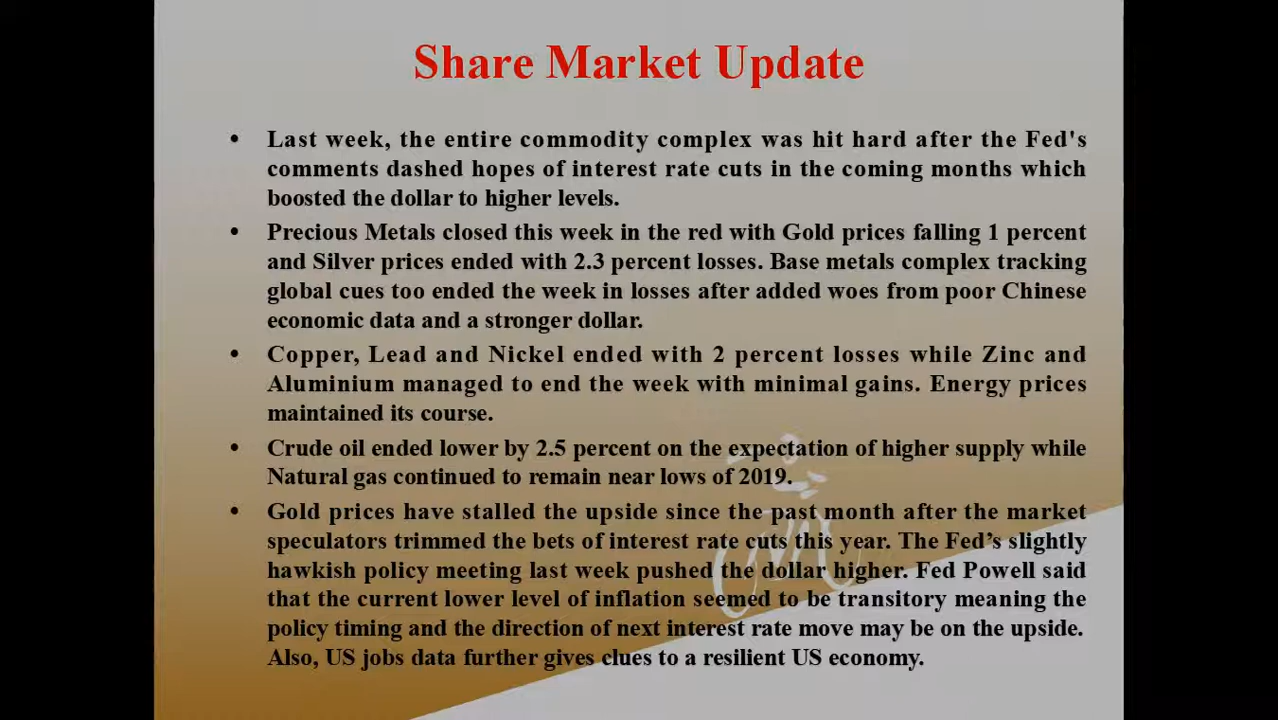 Share Market Update
• Last week, the entire commodity complex was hit hard after the Fed's
comments dashed hopes of interest rate cuts in the coming months which
boosted the dollar to higher levels.
• Precious Metals closed this week in the red with Gold prices falling 1 percent
and Silver prices ended with 2.3 percent losses. Base metals complex tracking
global cues too ended the week in losses after added woes from poor Chinese
economic data and a stronger dollar.
• Copper, Lead and Nickel ended with 2 percent losses while Zinc and
Aluminium managed to end the week with minimal gains. Energy prices
maintained its course.
• Crude oil ended lower by 2.5 percent on the expectation of higher supply while
Natural gas continued to remain near lows of 2019.
• Gold prices have stalled the upside since the past month after the market
speculators trimmed the bets of interest rate cuts this year. The Fed’s slightly
hawkish policy meeting last week pushed the dollar higher. Fed Powell said
that the current lower level of inflation seemed to be transitory meaning the
policy timing and the direction of next interest rate move may be on the upside.
Also, US jobs data further gives clues to a resilient US economy.